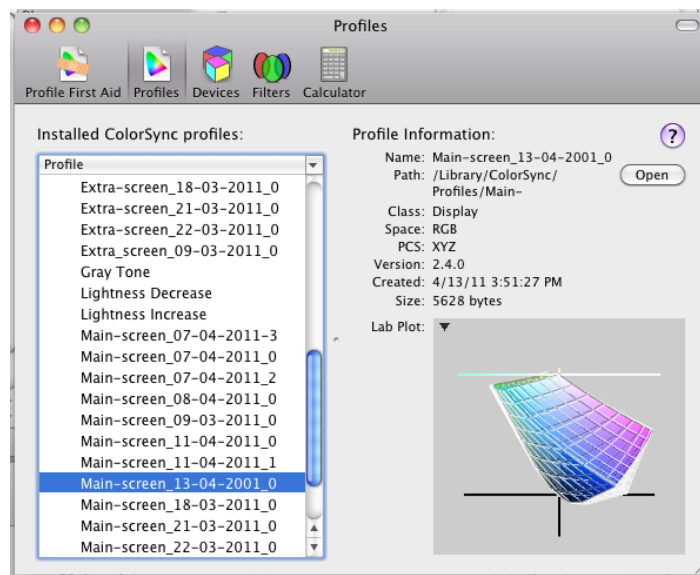 Profiles
Profile First Aid
Profiles
Devices
Filters
Calculator
Installed ColorSync profiles:
Profile
Extra-screen_18-03-2011_0
Extra-screen_21-03-2011_0
Extra-screen_22-03-2011_0
Extra_screen_09-03-2011_0
Gray Tone
Lightness Decrease
Lightness Increase
Main-screen_07-04-2011-3
Main-screen_07-04-2011_0
Main-screen_07-04-2011_2
Main-screen_08-04-2011_0
Main-screen_09-03-2011_0
Main-screen_11-04-2011_0
Main-screen_11-04-2011_1
Main-screen_13-04-2001_0
Main-screen_18-03-2011_0
Main-screen_21-03-2011_0
Main-screen_22-03-2011_0
Profile Information:
?
Name: Main-screen_13-04-2001_0
Path: /Library/ColorSync/
Profiles/Main-
Open
Class: Display
Space: RGB
PCS: XYZ
Version: 2.4.0
Created: 4/13/11 3:51:27 PM
Size: 5628 bytes
Lab Plot: